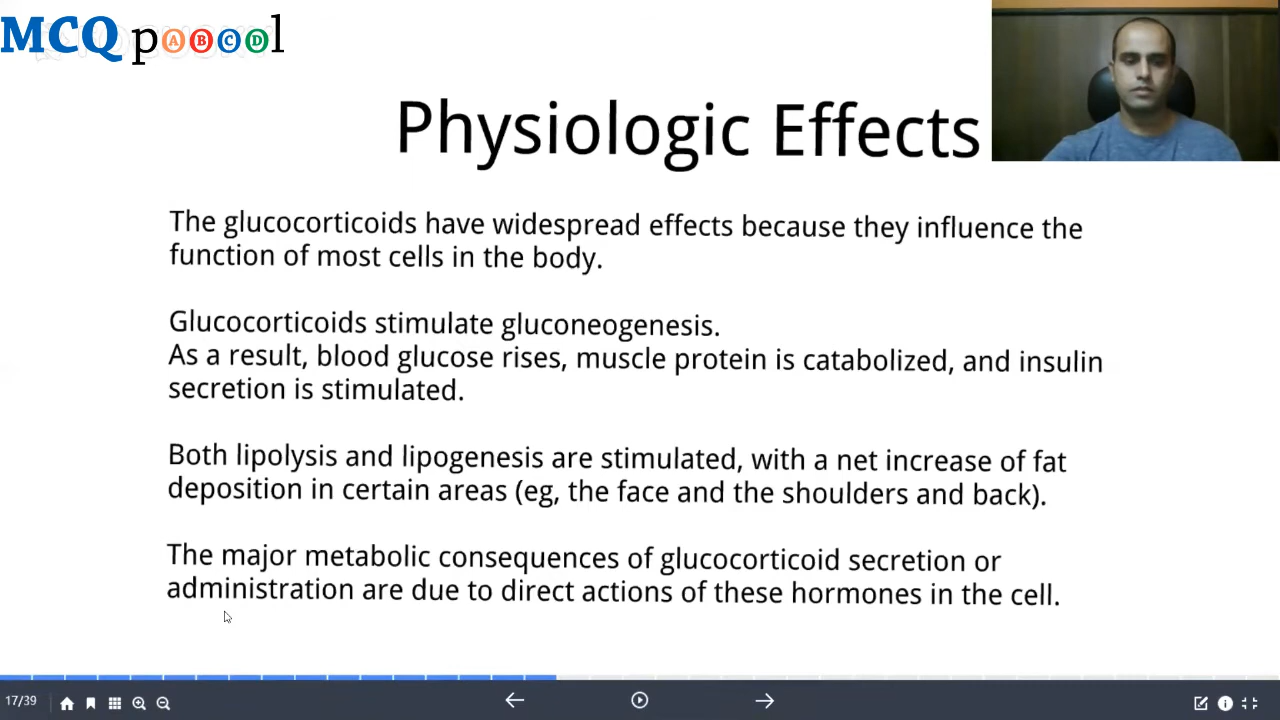 MCQ pABCDl
Physiologic Effects
The glucocorticoids have widespread effects because they influence the
function of most cells in the body.
Glucocorticoids stimulate gluconeogenesis.
As a result, blood glucose rises, muscle protein is catabolized, and insulin
secretion is stimulated.
Both lipolysis and lipogenesis are stimulated, with a net increase of fat
deposition in certain areas (eg, the face and the shoulders and back).
The major metabolic consequences of glucocorticoid secretion or
administration are due to direct actions of these hormones in the cell.
17/39